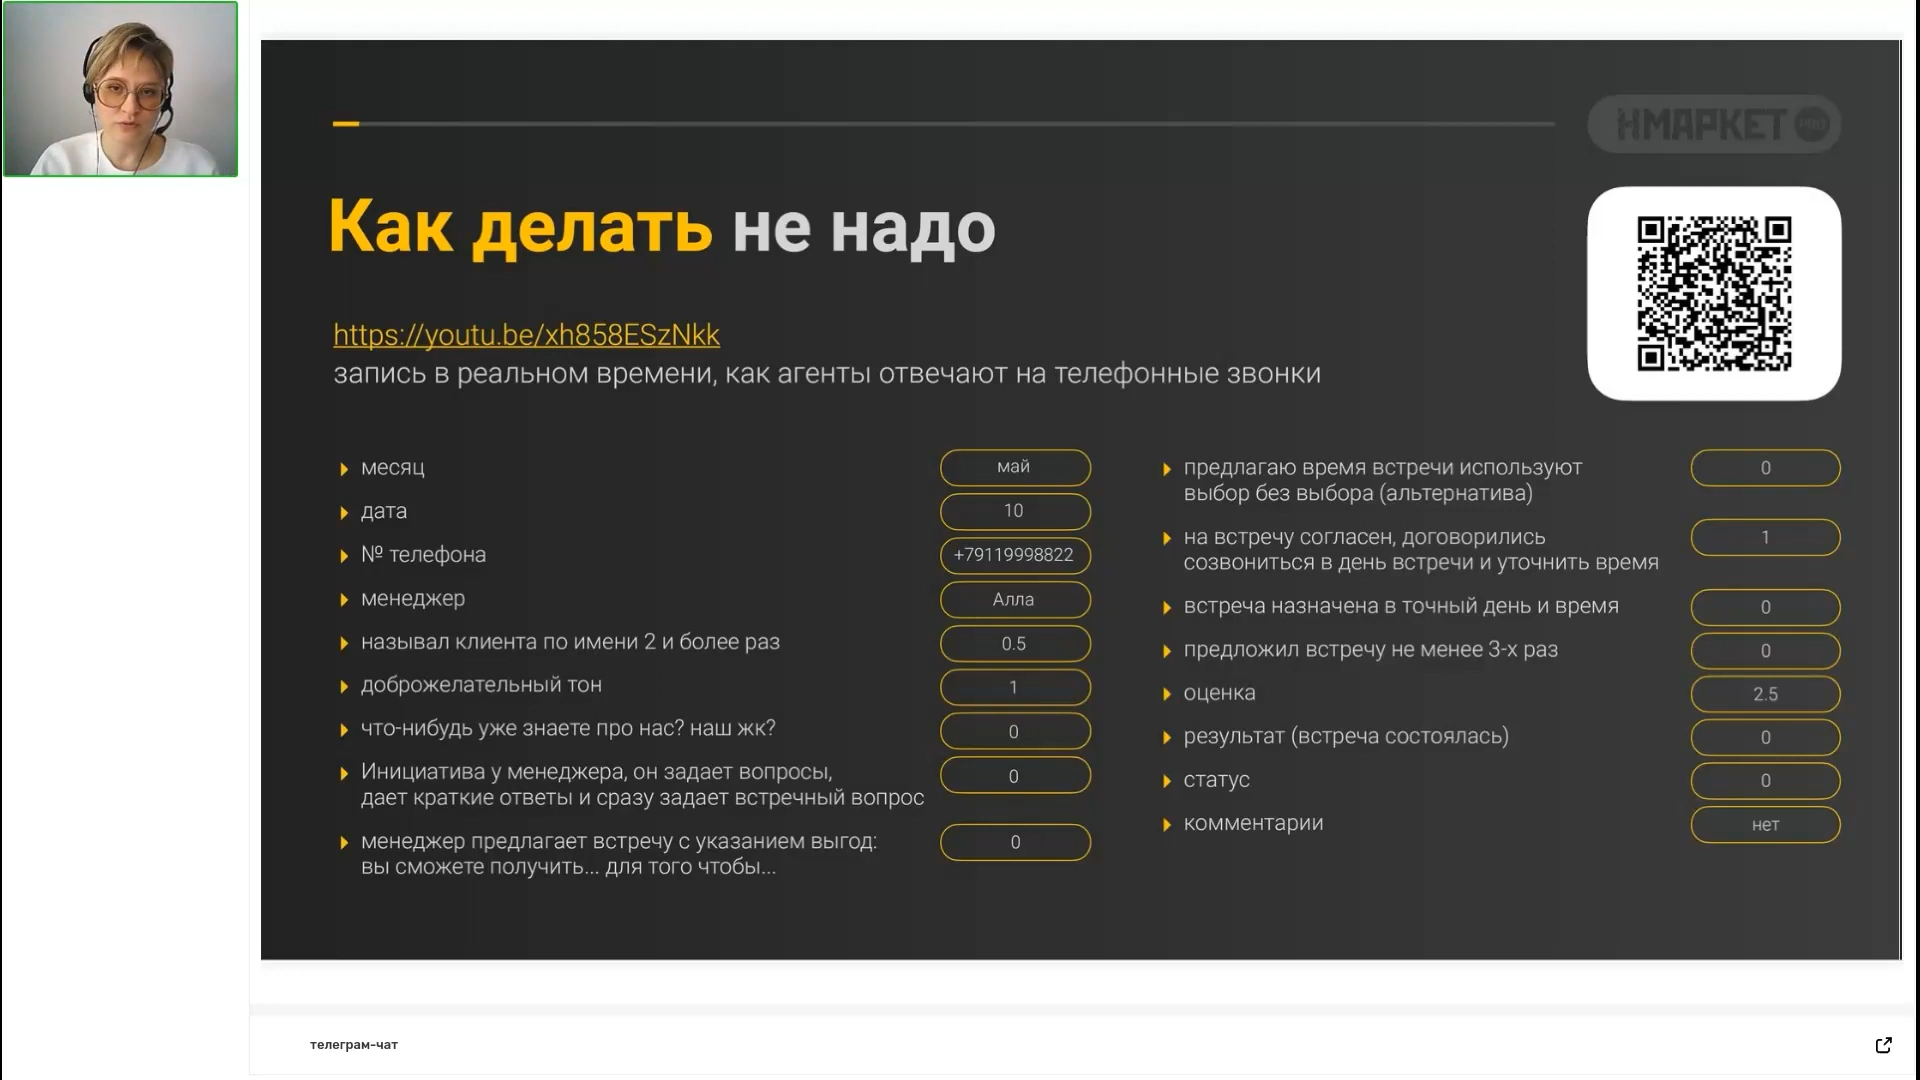 НМАРКЕТ PRO
Как делать не надо
https://youtu.be/xh858ESzNkk
запись в реальном времени, как агенты отвечают на телефонные звонки
месяц
май
дата
10
№ телефона
+79119998822
менеджер
Алла
называл клиента по имени 2 и более раз
0.5
доброжелательный тон
1
что-нибудь уже знаете про нас? наш жк?
0
Инициатива у менеджера, он задает вопросы,
дает краткие ответы и сразу задает встречный вопрос
0
менеджер предлагает встречу с указанием выгод:
вы сможете получить... для того чтобы...
0
предлагаю время встречи используют
выбор без выбора (альтернатива)
0
на встречу согласен, договорились
созвониться в день встречи и уточнить время
1
встреча назначена в точный день и время
0
предложил встречу не менее 3-х раз
0
оценка
2.5
результат (встреча состоялась)
0
статус
0
комментарии
нет
телеграм-чат